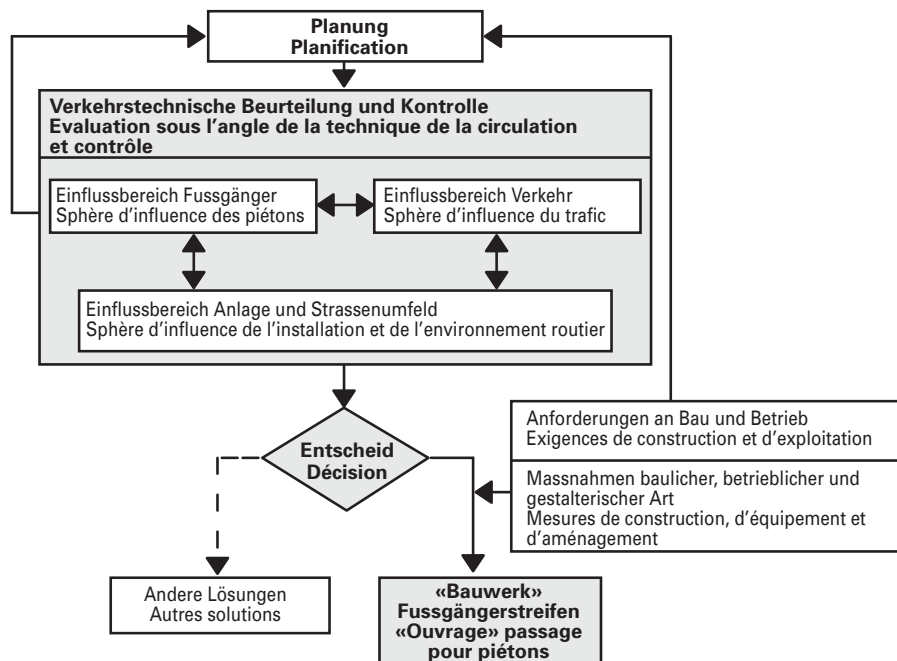 Planung
Planification
Verkehrstechnische Beurteilung und Kontrolle
Evaluation sous l'angle de la technique de la circulation
et contrôle
Einflussbereich Fussgänger
Sphère d'influence des piétons
Einflussbereich Verkehr
Sphère d'influence du trafic
Einflussbereich Anlage und Strassenumfeld
Sphère d'influence de l'installation et de l'environnement routier
Entscheid
Décision
Anforderungen an Bau und Betrieb
Exigences de construction et d'exploitation
Massnahmen baulicher, betrieblicher und
gestalterischer Art
Mesures de construction, d'équipement et
d'aménagement
Andere Lösungen
Autres solutions
«Bauwerk»
Fussgängerstreifen
«Ouvrage» passage
pour piétons